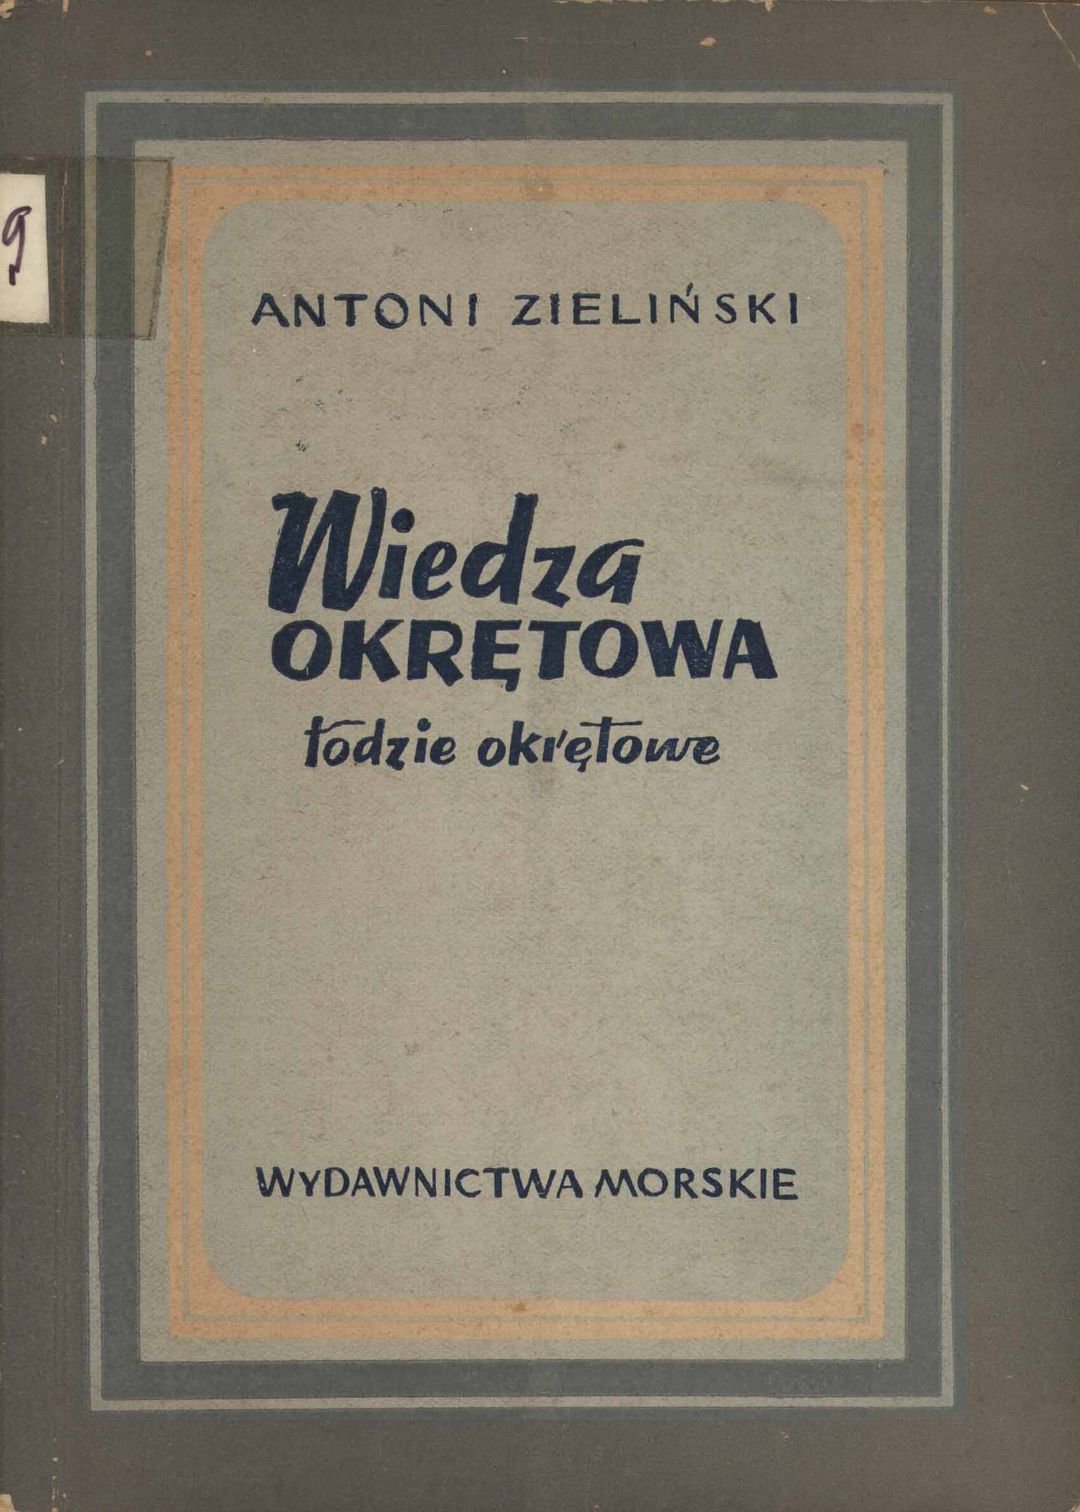 9
ANTONI ZIELIŃSKI
Wiedza
OKRĘTOWA
łodzie okrętowe
WYDAWNICTWA MORSKIE